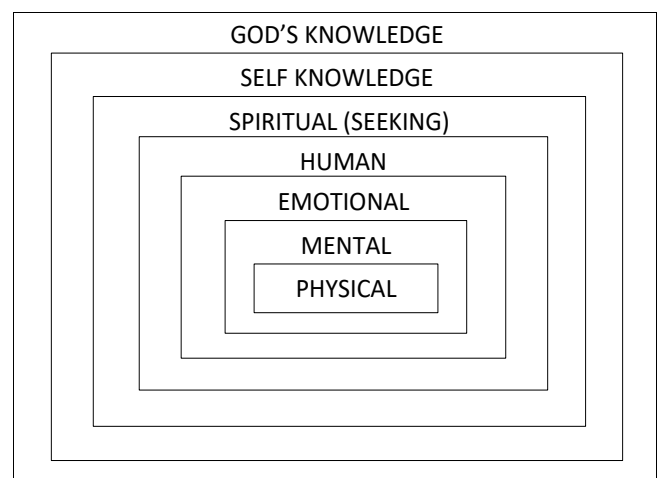 GOD’S KNOWLEDGE
SELF KNOWLEDGE
SPIRITUAL (SEEKING)
HUMAN
EMOTIONAL
MENTAL
PHYSICAL